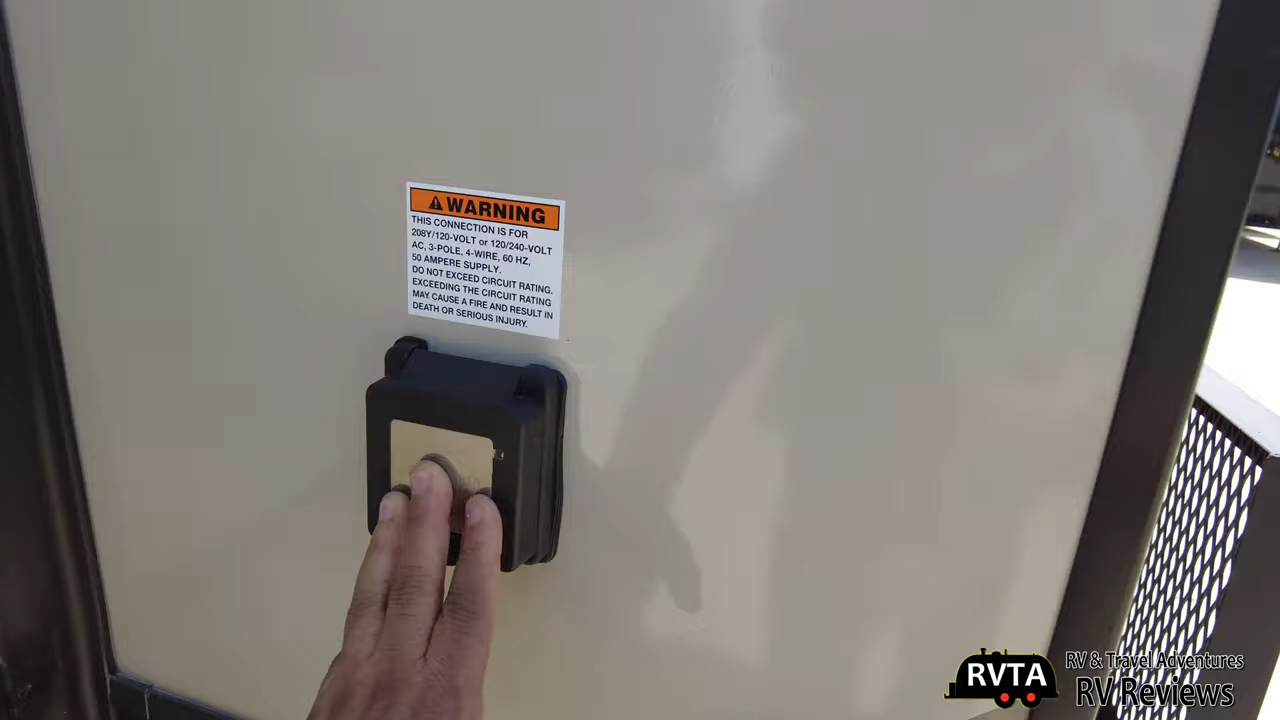 WARNING
THIS CONNECTION IS FOR
208Y/120-VOLT or 120/240-VOLT
AC, 3-POLE, 4-WIRE, 60 HZ,
50 AMPERE SUPPLY.
DO NOT EXCEED CIRCUIT RATING.
EXCEEDING THE CIRCUIT RATING
MAY CAUSE A FIRE AND RESULT IN
DEATH OR SERIOUS INJURY.
RVTA
RV & Travel Adventures
RV Reviews